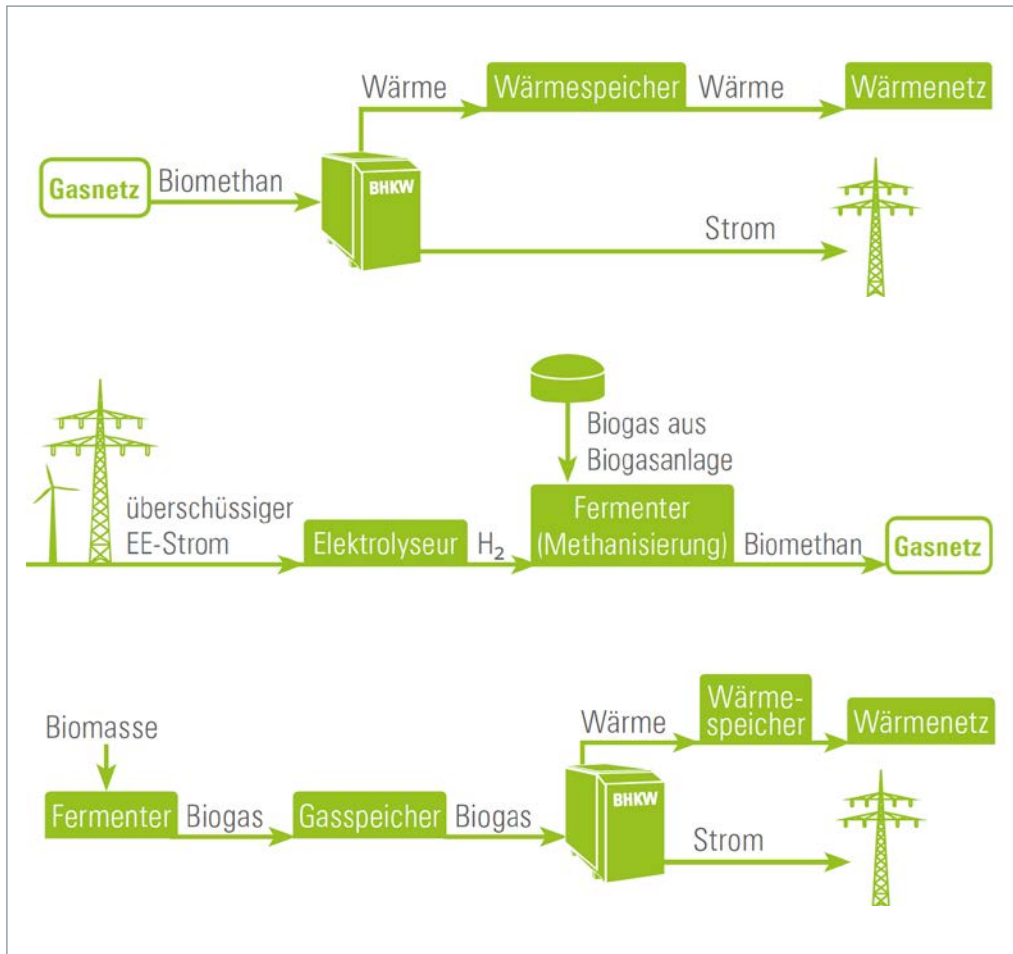 Wärme
Wärmespeicher
Wärme
Wärmenetz
Gasnetz
Biomethan
BHKW
Strom
Biogas aus
Biogasanlage
überschüssiger
EE-Strom
Elektrolyseur
H₂
Fermenter
(Methanisierung)
Biomethan
Gasnetz
Biomasse
Fermenter
Biogas
Gasspeicher
Biogas
BHKW
Wärme
Wärme-
speicher
Wärmenetz
Strom